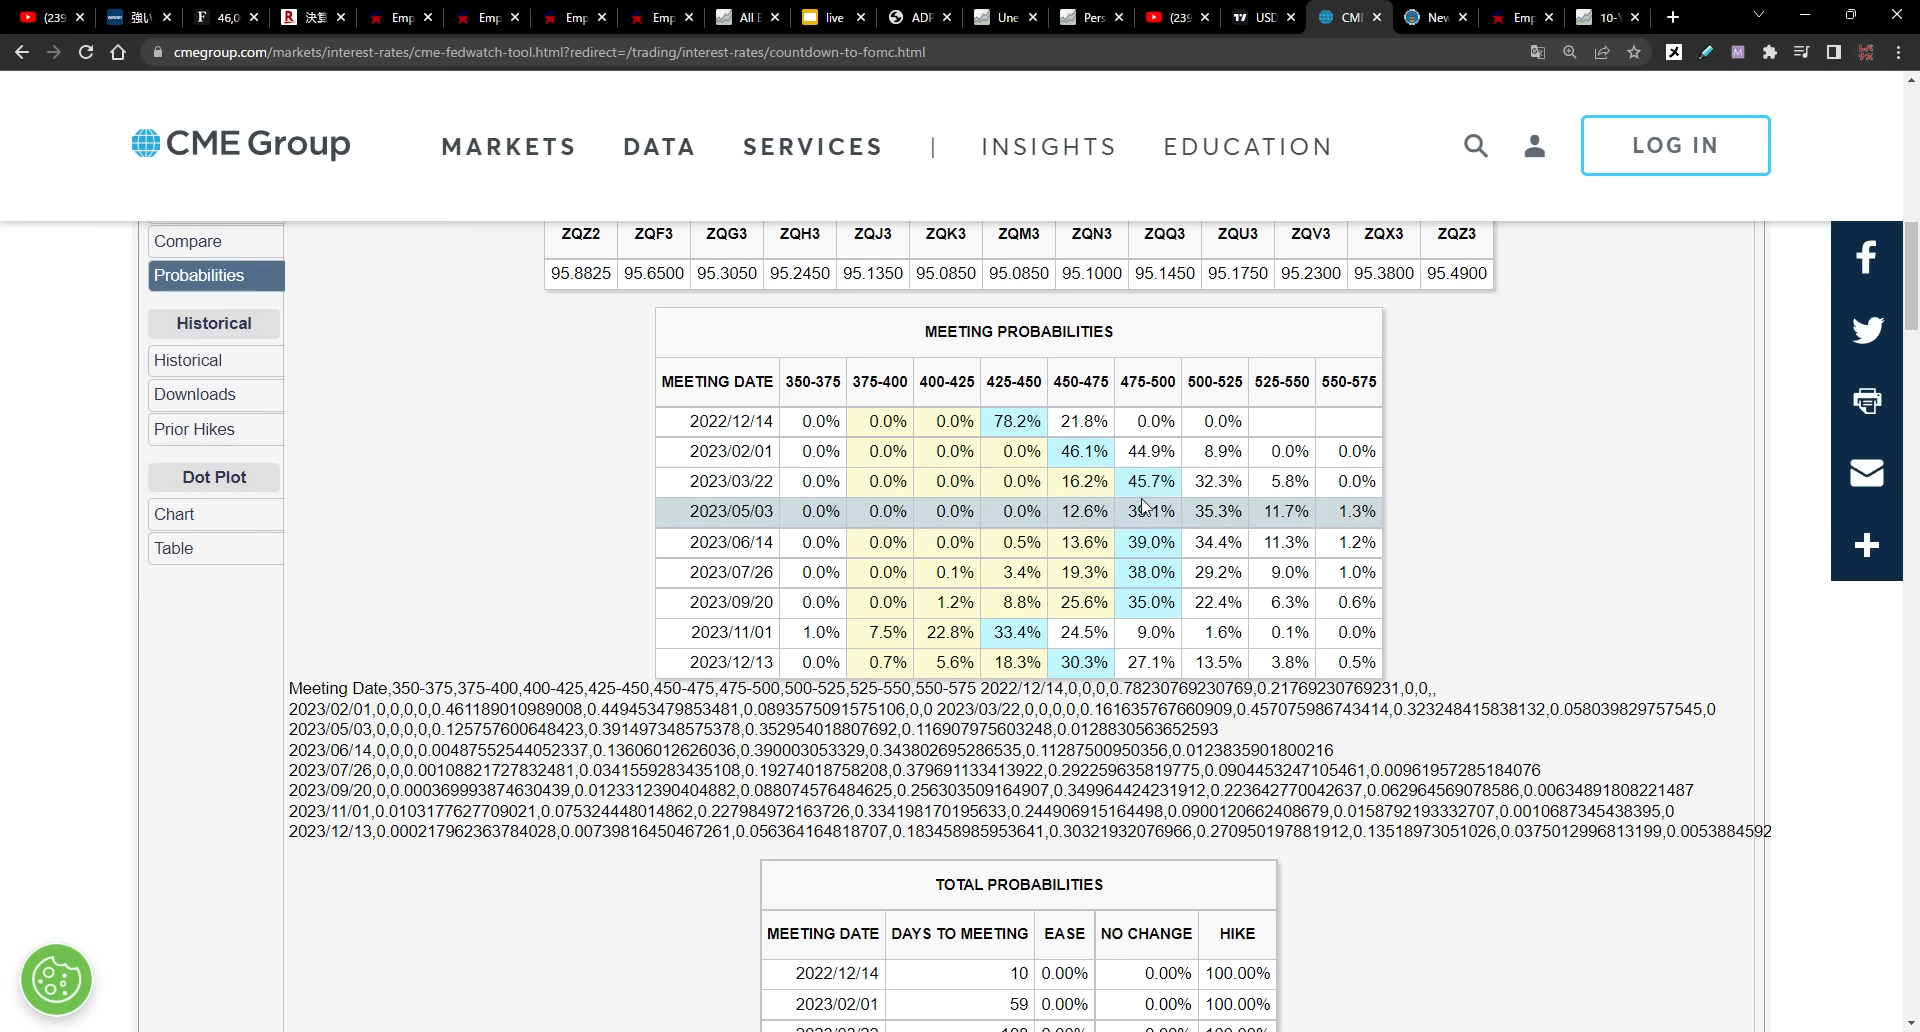 (239
強い
F 46,0
R 決算
Emp
Emp
Emp
Emp
All E
live
ADP
Une
Pers
(239
USD
CME
New
Emp
10-Y
cmegroup.com/markets/interest-rates/cme-fedwatch-tool.html?redirect=/trading/interest-rates/countdown-to-fomc.html
CME Group
MARKETS DATA SERVICES | INSIGHTS EDUCATION
LOG IN
Compare
Probabilities
Historical
Historical
Downloads
Prior Hikes
Dot Plot
Chart
Table
ZQZ2 ZQF3 ZQG3 ZQH3 ZQJ3 ZQK3 ZQM3 ZQN3 ZQQ3 ZQU3 ZQV3 ZQX3 ZQZ3
95.8825 95.6500 95.3050 95.2450 95.1350 95.0850 95.0850 95.1000 95.1450 95.1750 95.2300 95.3800 95.4900
MEETING PROBABILITIES
MEETING DATE 350-375 375-400 400-425 425-450 450-475 475-500 500-525 525-550 550-575
2022/12/14 0.0% 0.0% 0.0% 78.2% 21.8% 0.0% 0.0%
2023/02/01 0.0% 0.0% 0.0% 0.0% 46.1% 44.9% 8.9% 0.0% 0.0%
2023/03/22 0.0% 0.0% 0.0% 0.0% 16.2% 45.7% 32.3% 5.8% 0.0%
2023/05/03 0.0% 0.0% 0.0% 0.0% 12.6% 39.1% 35.3% 11.7% 1.3%
2023/06/14 0.0% 0.0% 0.0% 0.5% 13.6% 39.0% 34.4% 11.3% 1.2%
2023/07/26 0.0% 0.0% 0.1% 3.4% 19.3% 38.0% 29.2% 9.0% 1.0%
2023/09/20 0.0% 0.0% 1.2% 8.8% 25.6% 35.0% 22.4% 6.3% 0.6%
2023/11/01 1.0% 7.5% 22.8% 33.4% 24.5% 9.0% 1.6% 0.1% 0.0%
2023/12/13 0.0% 0.7% 5.6% 18.3% 30.3% 27.1% 13.5% 3.8% 0.5%
Meeting Date,350-375,375-400,400-425,425-450,450-475,475-500,500-525,525-550,550-575 2022/12/14,0,0,0,0.78230769230769,0.21769230769231,0,0,,
2023/02/01,0,0,0,0,0.461189010989008,0.449453479853481,0.0893575091575106,0,0 2023/03/22,0,0,0,0,0.161635767660909,0.457075986743414,0.323248415838132,0.058039829757545,0
2023/05/03,0,0,0,0,0.125757600648423,0.391497348575378,0.352954018807692,0.116907975603248,0.0128830563652593
2023/06/14,0,0,0,0.00487552544052337,0.13606012626036,0.390003053329,0.343802695286535,0.11287500950356,0.0123835901800216
2023/07/26,0,0,0.00108821727832481,0.0341559283435108,0.19274018758208,0.379691133413922,0.292259635819775,0.0904453247105461,0.00961957285184076
2023/09/20,0,0.000369993874630439,0.0123312390404882,0.088074576484625,0.256303509164907,0.349964424231912,0.223642770042637,0.062964569078586,0.00634891808221487
2023/11/01,0.0103177627709021,0.075324448014862,0.227984972163726,0.334198170195633,0.244906915164498,0.0900120662408679,0.0158792193332707,0.0010687345438395,0
2023/12/13,0.000217962363784028,0.00739816450467261,0.056364164818707,0.183458985953641,0.30321932076966,0.270950197881912,0.13518973051026,0.0375012996813199,0.0053884592
TOTAL PROBABILITIES
MEETING DATE DAYS TO MEETING EASE NO CHANGE HIKE
2022/12/14 10 0.00% 0.00% 100.00%
2023/02/01 59 0.00% 0.00% 100.00%